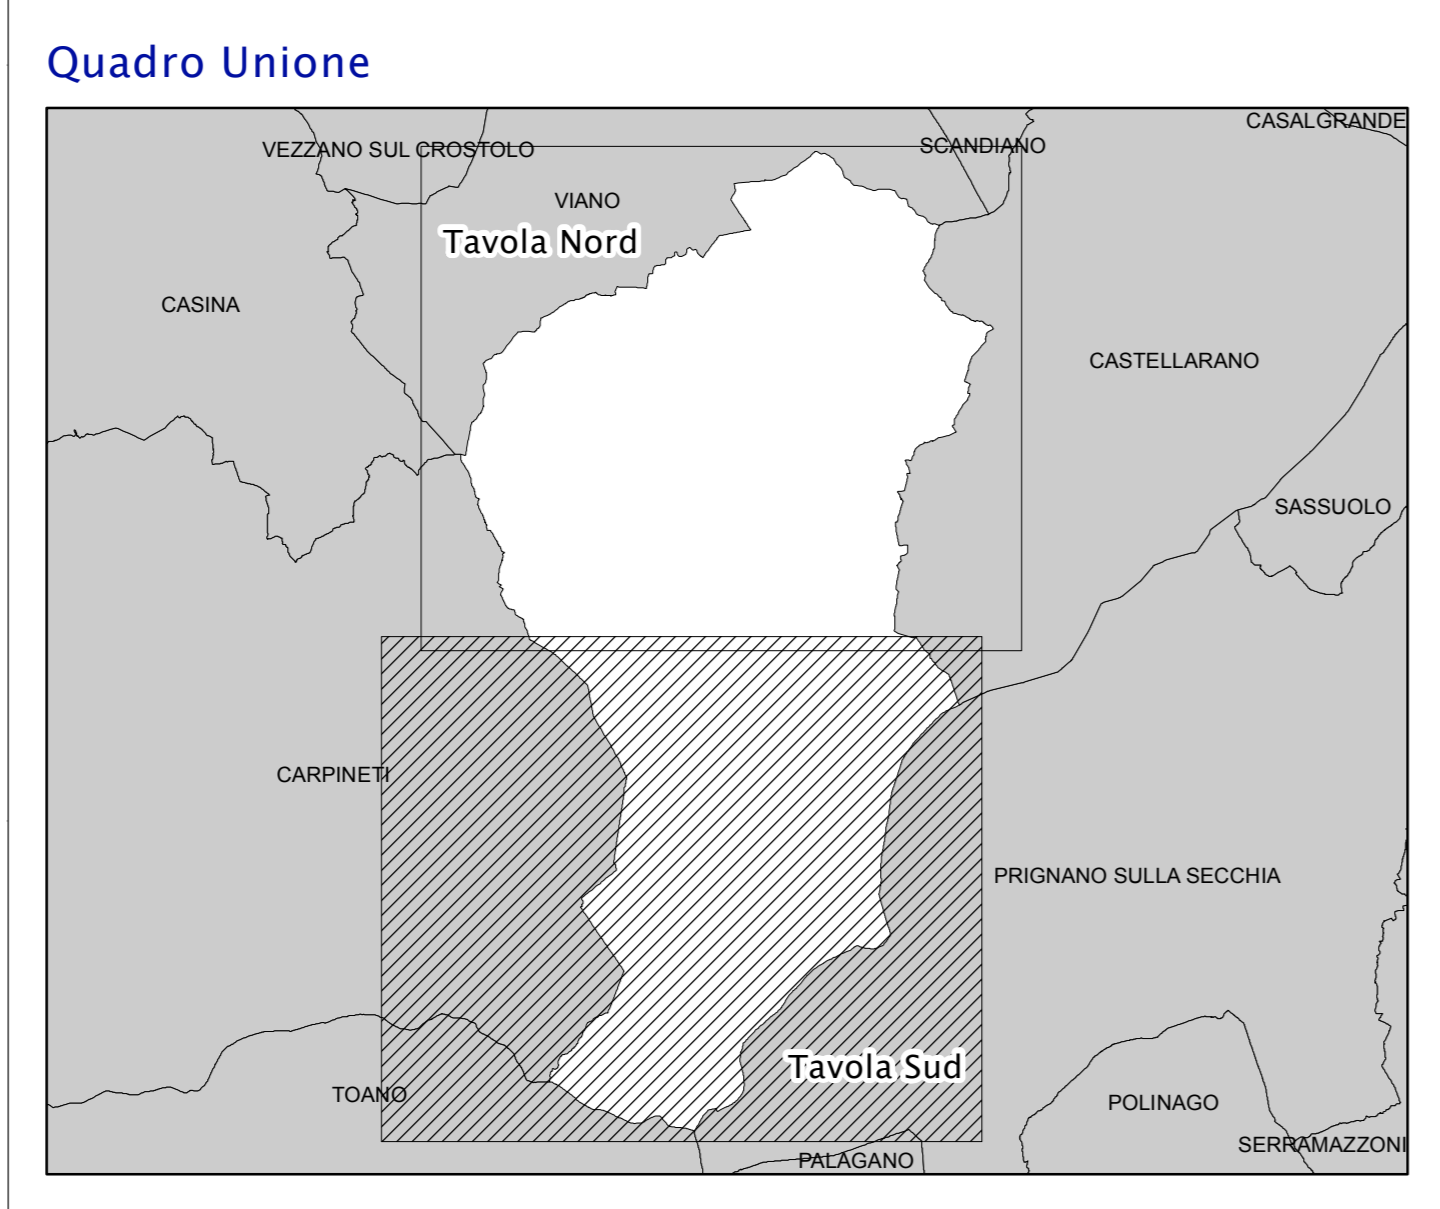 Quadro Unione
CASALGRANDE
VEZZANO SUL CROSTOLO
SCANDIANO
VIANO
Tavola Nord
CASINA
CASTELLARANO
SASSUOLO
CARPINETI
PRIGNANO SULLA SECCHIA
Tavola Sud
TOANO
POLINAGO
SERRAMAZZONI
PALAGANO